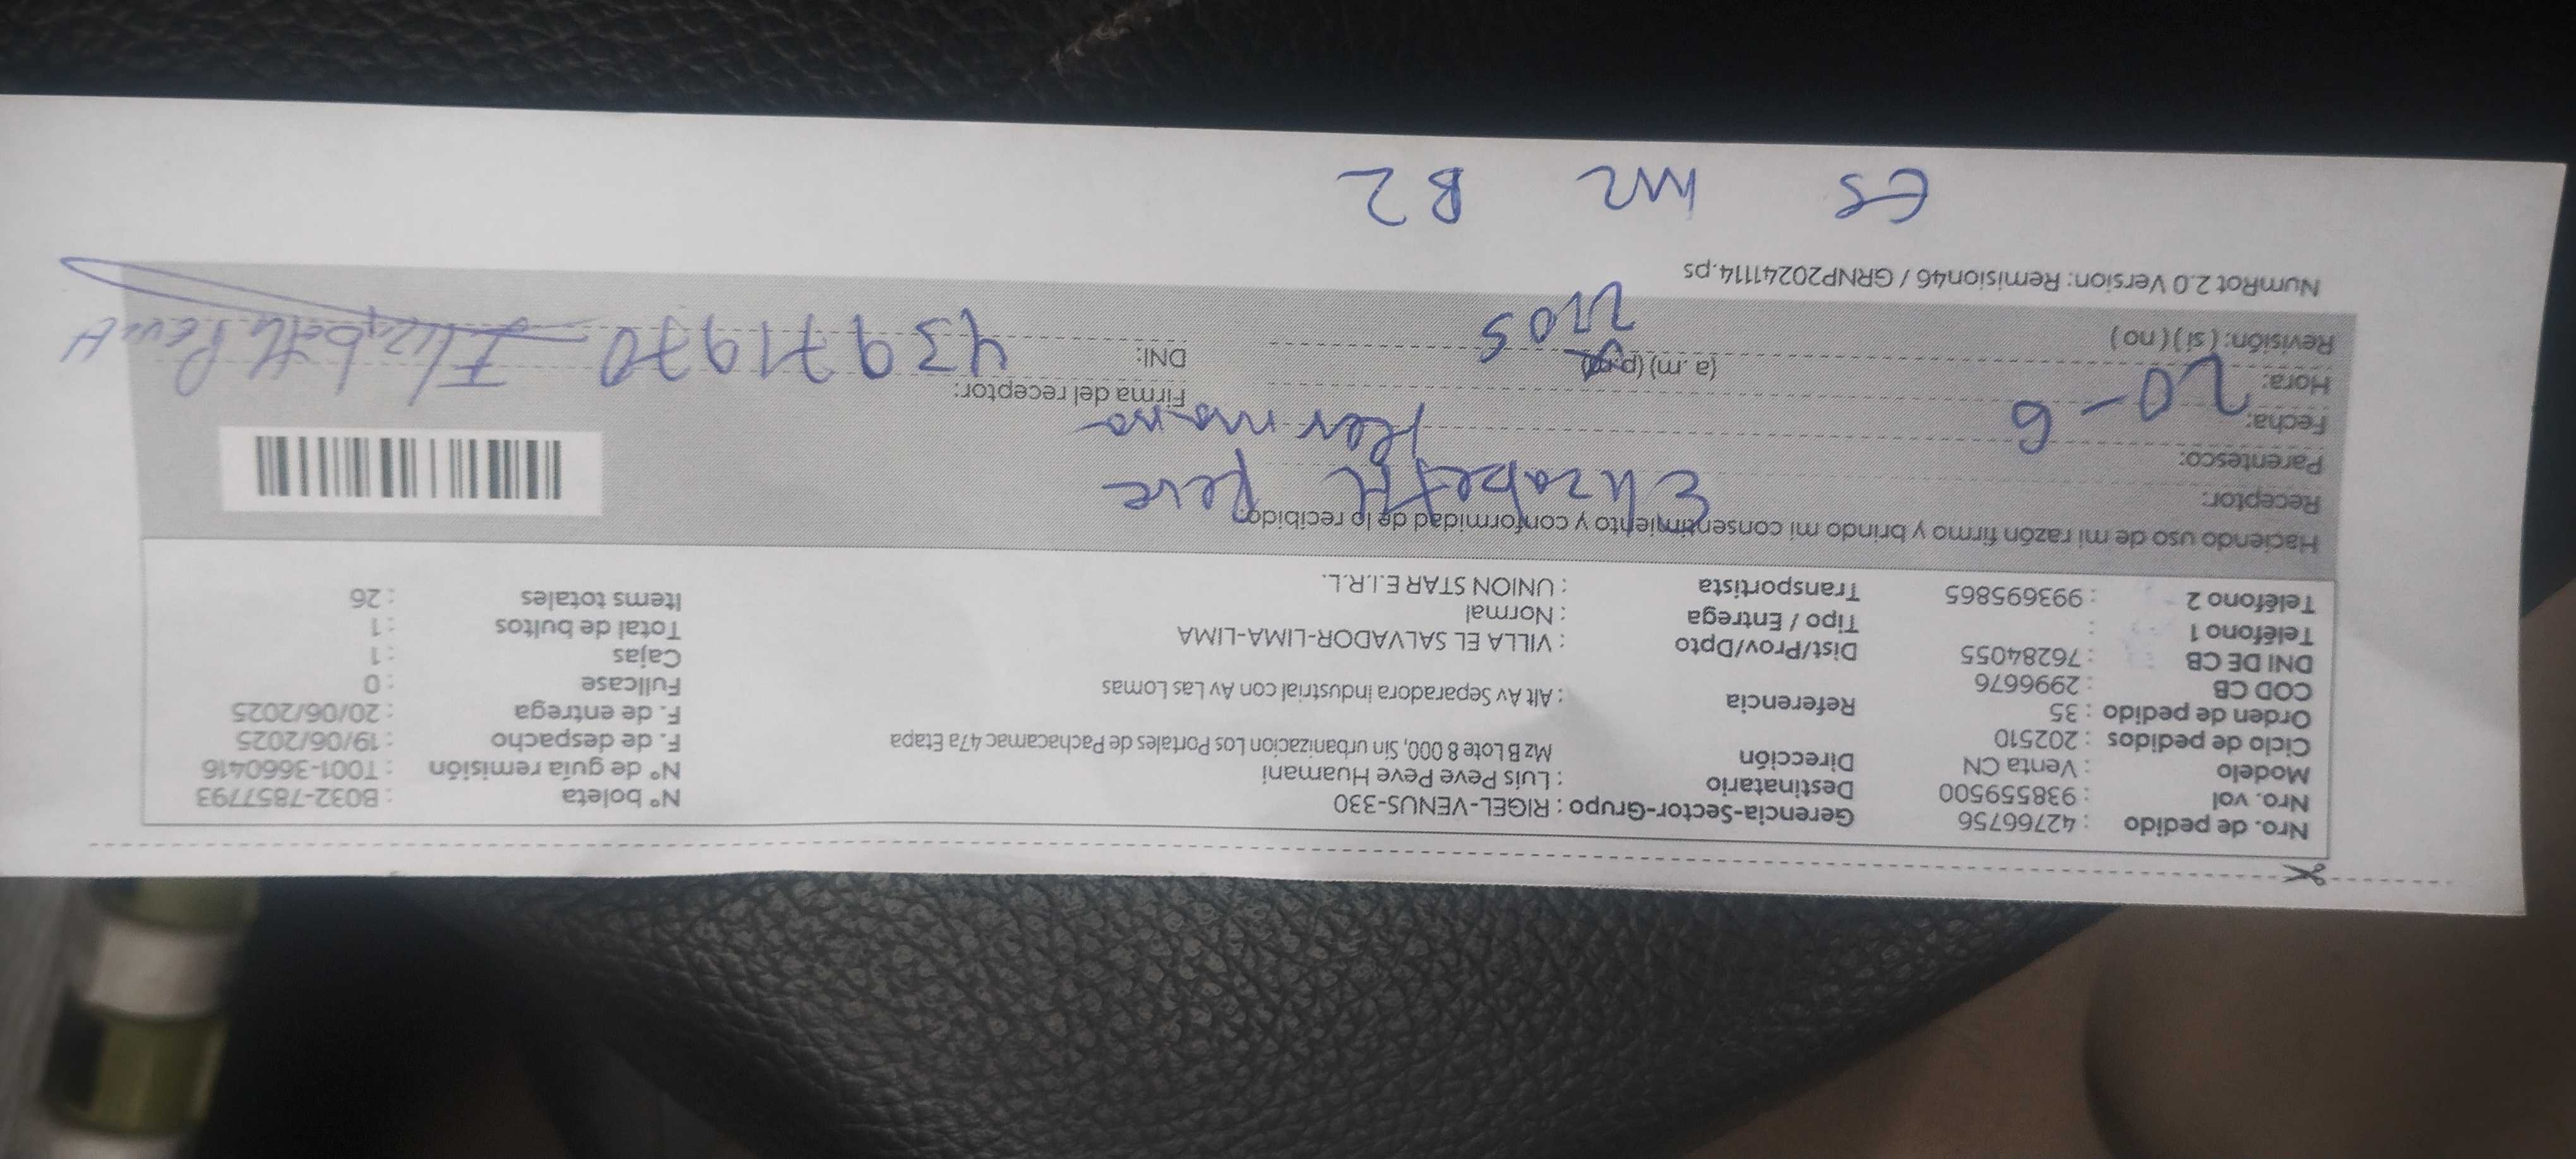 Nro. de pedido : 42766756
Nro. vol : 938559500
Modelo : Venta CN
Ciclo de pedidos : 202510
Orden de pedido : 35
COD CB : 2996676
DNI DE CB : 76284055
Teléfono 1 :
Teléfono 2 : 993695865
Gerencia-Sector-Grupo : RIGEL-VENUS-330
Destinatario : Luis Peve Peve Huamani
Dirección Mz B Lote 8 000, Sin urbanización Los Portales de Pachacamac 47a Etapa
Referencia : Alt Av Separadora industrial con Av Las Lomas
Dist/Prov/Dpto : VILLA EL SALVADOR-LIMA-LIMA
Tipo / Entrega : Normal
Transportista : UNION STAR E.I.R.L.
N° boleta : B032-7857793
N° de guía remisión : T001-3660416
F. de despacho : 19/06/2025
F. de entrega : 20/06/2025
Fullcase : 0
Cajas : 1
Total de bultos : 1
Items totales : 26
Haciendo uso de mi razón firmo y brindo mi consentimiento y conformidad de lo recibido:
Receptor: Elizabeth Peve
Parentesco: hermana
Fecha: 20-6
Hora: (a.m) (p.m) 2105
Revisión: (si) (no)
Firma del receptor: Elizabeth Peve H
DNI: 43971970
NumRot 2.0 Version: Remision46 / GRNP20241114.ps
B2